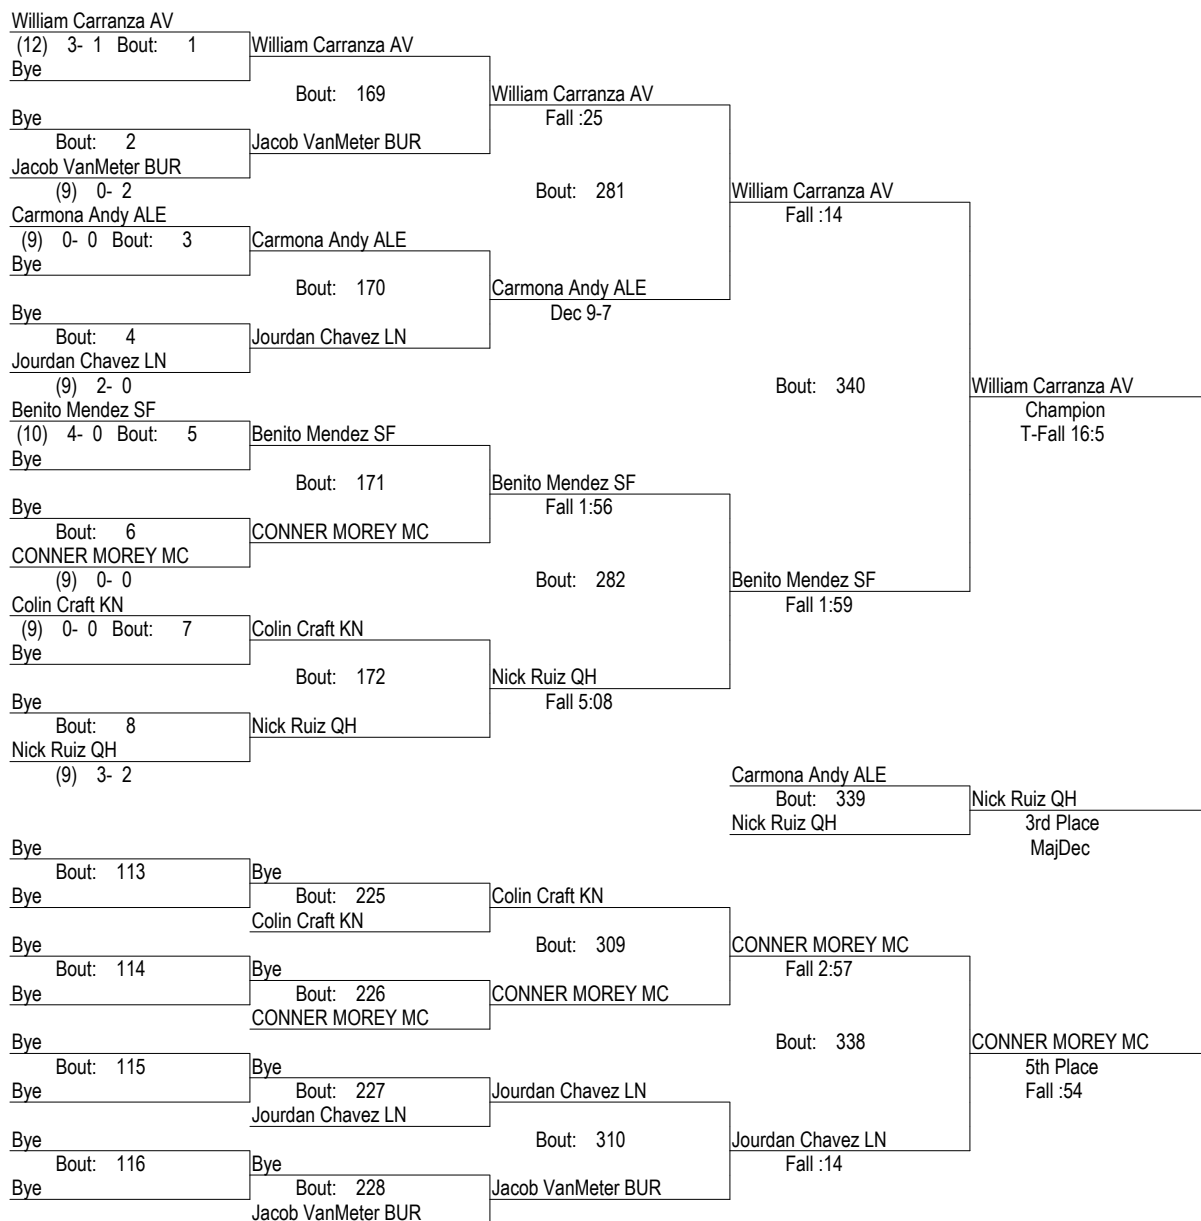 William Carranza AV
(12) 3- 1 Bout: 1
William Carranza AV
Bye
Bout: 169
William Carranza AV
Bye
Fall :25
Bout: 2
Jacob VanMeter BUR
Jacob VanMeter BUR
(9) 0- 2
Bout: 281
William Carranza AV
Carmona Andy ALE
Fall :14
(9) 0- 0 Bout: 3
Carmona Andy ALE
Bye
Bout: 170
Carmona Andy ALE
Bye
Dec 9-7
Bout: 4
Jourdan Chavez LN
Jourdan Chavez LN
(9) 2- 0
Bout: 340
William Carranza AV
Benito Mendez SF
Champion
(10) 4- 0 Bout: 5
Benito Mendez SF
T-Fall 16:5
Bye
Bout: 171
Benito Mendez SF
Bye
Fall 1:56
Bout: 6
CONNER MOREY MC
CONNER MOREY MC
(9) 0- 0
Bout: 282
Benito Mendez SF
Colin Craft KN
Fall 1:59
(9) 0- 0 Bout: 7
Colin Craft KN
Bye
Bout: 172
Nick Ruiz QH
Bye
Fall 5:08
Bout: 8
Nick Ruiz QH
Nick Ruiz QH
(9) 3- 2
Carmona Andy ALE
Bout: 339
Nick Ruiz QH
Nick Ruiz QH
3rd Place
MajDec
Bye
Bout: 113
Bye
Bye
Bout: 225
Colin Craft KN
Colin Craft KN
Bye
Bout: 309
CONNER MOREY MC
Bout: 114
Bye
Fall 2:57
Bye
Bout: 226
CONNER MOREY MC
CONNER MOREY MC
Bye
Bout: 338
CONNER MOREY MC
Bout: 115
Bye
5th Place
Bye
Bout: 227
Jourdan Chavez LN
Fall :54
Jourdan Chavez LN
Bye
Bout: 310
Jourdan Chavez LN
Bout: 116
Bye
Fall :14
Bye
Bout: 228
Jacob VanMeter BUR
Jacob VanMeter BUR